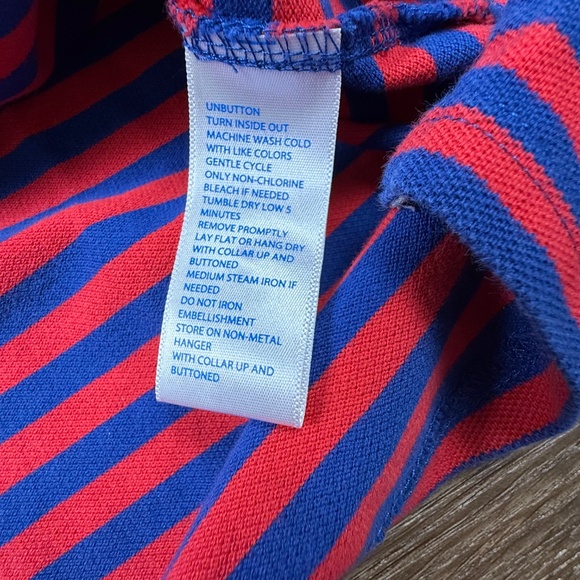 UNBUTTON
TURN INSIDE OUT
MACHINE WASH COLD
WITH LIKE COLORS
GENTLE CYCLE
ONLY NON-CHLORINE
BLEACH IF NEEDED
TUMBLE DRY LOW 5
MINUTES
REMOVE PROMPTLY
LAY FLAT OR HANG DRY
WITH COLLAR UP AND
BUTTONED
MEDIUM STEAM IRON IF
NEEDED
DO NOT IRON
EMBELLISHMENT
STORE ON NON-METAL
HANGER
WITH COLLAR UP AND
BUTTONED